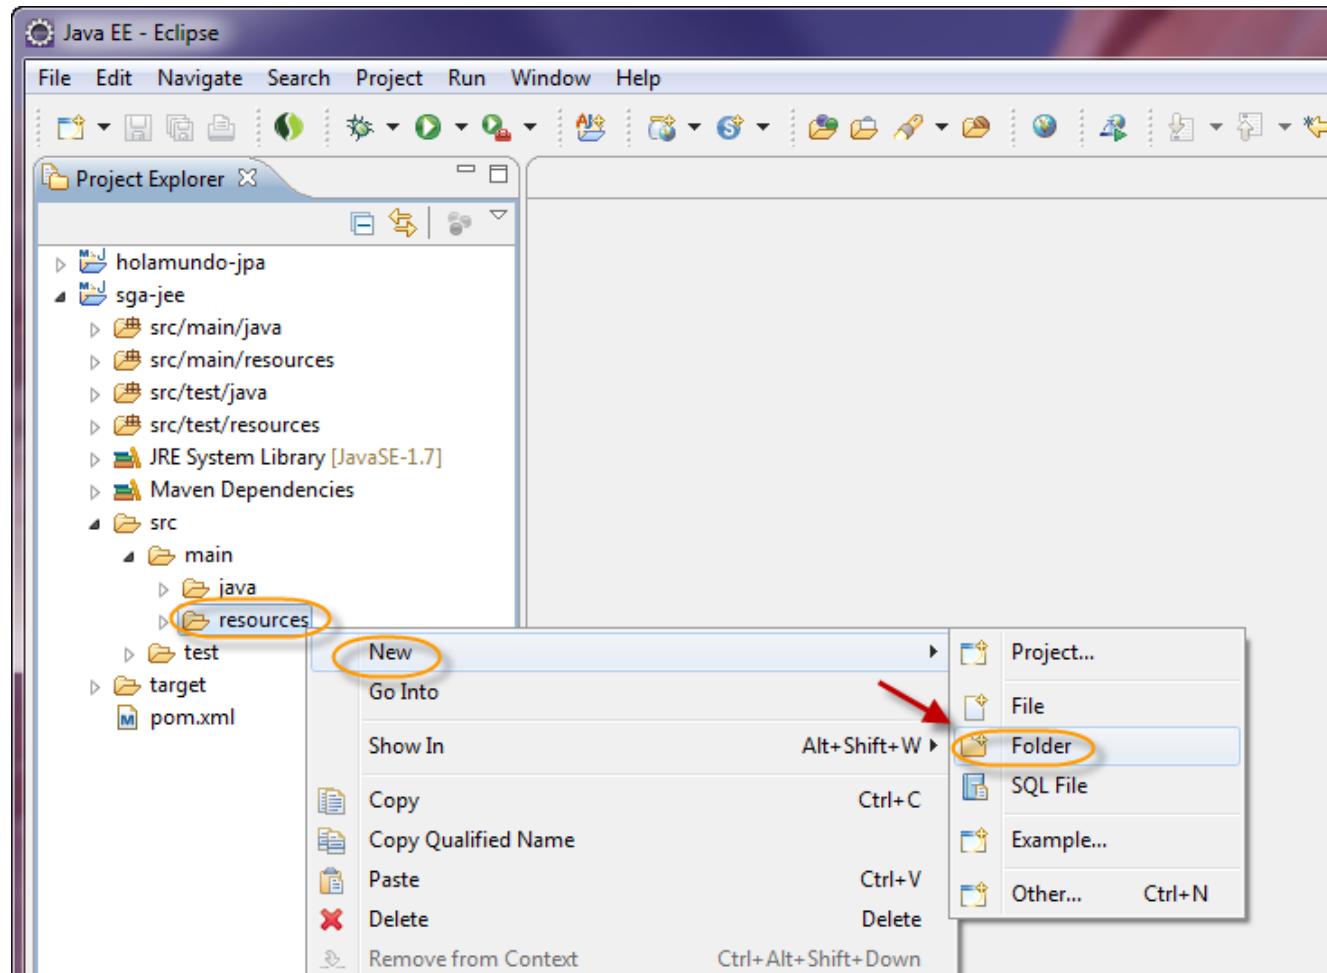 Java EE - Eclipse
File Edit Navigate Search Project Run Window Help
Project Explorer
holamundo-jpa
sga-jee
src/main/java
src/main/resources
src/test/java
src/test/resources
JRE System Library [JavaSE-1.7]
Maven Dependencies
src
main
java
resources
test
target
pom.xml
New
Go Into
Show In Alt+Shift+W
Copy Ctrl+C
Copy Qualified Name
Paste Ctrl+V
Delete Delete
Remove from Context Ctrl+Alt+Shift+Down
Project...
File
Folder
SQL File
Example...
Other... Ctrl+N